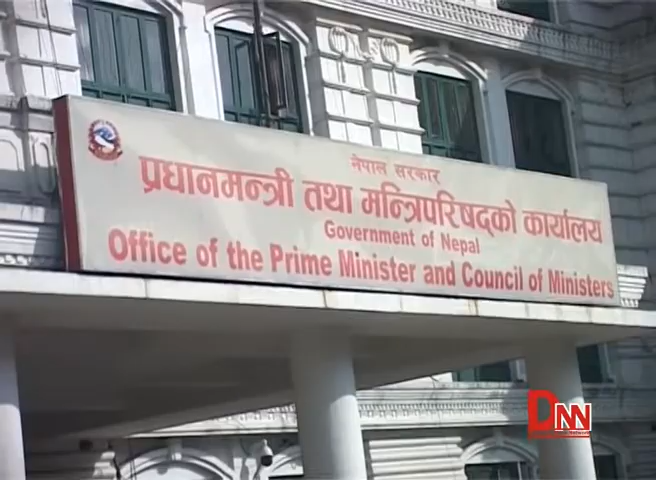 नेपाल सरकार
प्रधानमन्त्री तथा मन्त्रिपरिषद्को कार्यालय
Government of Nepal
Office of the Prime Minister and Council of Ministers
DNN